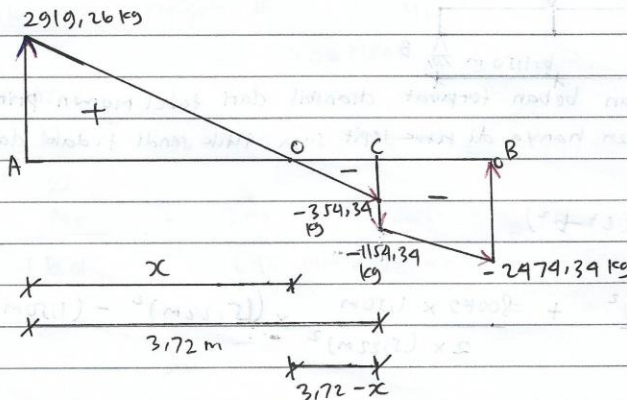 2919,26 kg
+
A
O
C
B
-
-
-354,34
kg
-1154,34
kg
-2474,34 kg
x
3,72 m
3,72 - x